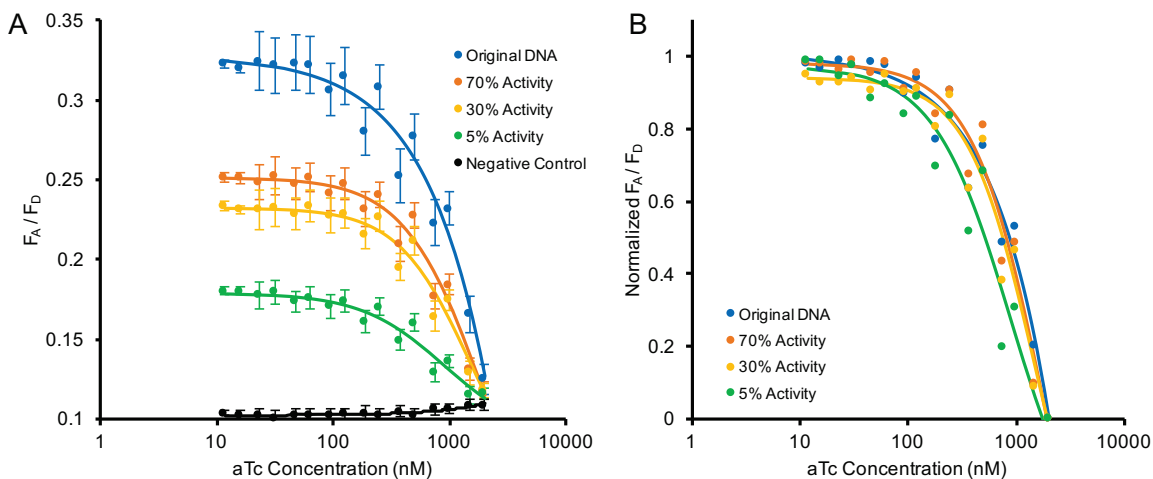 A
0.35
0.3
0.25
0.2
0.15
0.1
F_A / F_D
1
10
100
1000
10000
aTc Concentration (nM)
Original DNA
70% Activity
30% Activity
5% Activity
Negative Control
B
1
0.8
0.6
0.4
0.2
0
Normalized F_A / F_D
1
10
100
1000
10000
aTc Concentration (nM)
Original DNA
70% Activity
30% Activity
5% Activity